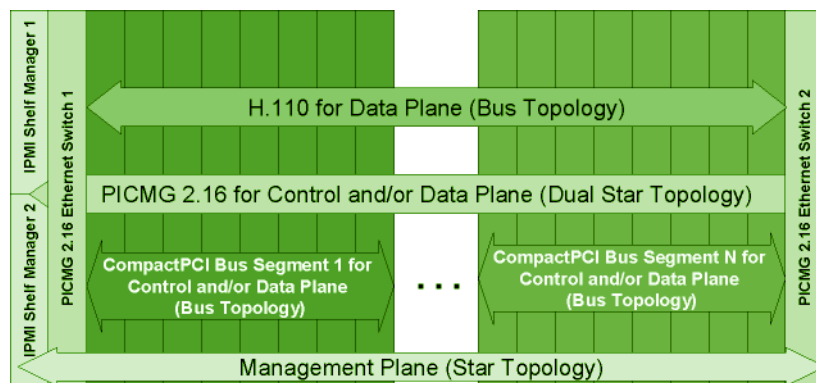 IPMI Shelf Manager 1
IPMI Shelf Manager 2
PICMG 2.16 Ethernet Switch 1
H.110 for Data Plane (Bus Topology)
PICMG 2.16 for Control and/or Data Plane (Dual Star Topology)
CompactPCI Bus Segment 1 for
Control and/or Data Plane
(Bus Topology)
. . .
CompactPCI Bus Segment N for
Control and/or Data Plane
(Bus Topology)
PICMG 2.16 Ethernet Switch 2
Management Plane (Star Topology)